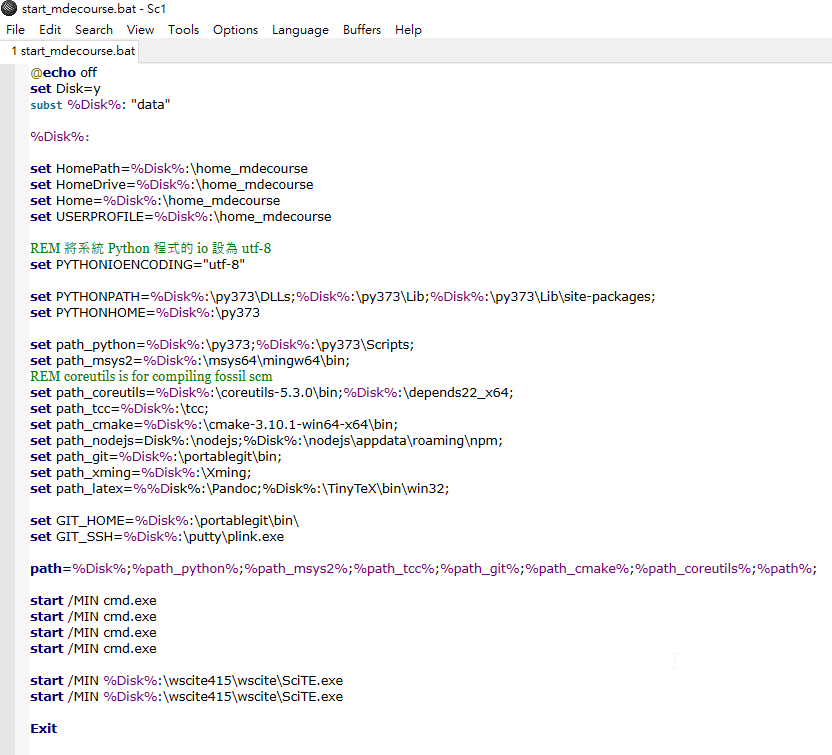 start_mdecourse.bat - Sc1
File Edit Search View Tools Options Language Buffers Help
1 start_mdecourse.bat
@echo off
set Disk=y
subst %Disk%: "data"
%Disk%:
set HomePath=%Disk%:\home_mdecourse
set HomeDrive=%Disk%:\home_mdecourse
set Home=%Disk%:\home_mdecourse
set USERPROFILE=%Disk%:\home_mdecourse
REM 將系統 Python 程式的 io 設為 utf-8
set PYTHONIOENCODING="utf-8"
set PYTHONPATH=%Disk%:\py373\DLLs;%Disk%:\py373\Lib;%Disk%:\py373\Lib\site-packages;
set PYTHONHOME=%Disk%:\py373
set path_python=%Disk%:\py373;%Disk%:\py373\Scripts;
set path_msys2=%Disk%:\msys64\mingw64\bin;
REM coreutils is for compiling fossil scm
set path_coreutils=%Disk%:\coreutils-5.3.0\bin;%Disk%:\depends22_x64;
set path_tcc=%Disk%:\tcc;
set path_cmake=%Disk%:\cmake-3.10.1-win64-x64\bin;
set path_nodejs=Disk%:\nodejs;%Disk%:\nodejs\appdata\roaming\npm;
set path_git=%Disk%:\portablegit\bin;
set path_xming=%Disk%:\Xming;
set path_latex=%%Disk%:\Pandoc;%Disk%:\TinyTeX\bin\win32;
set GIT_HOME=%Disk%:\portablegit\bin\
set GIT_SSH=%Disk%:\putty\plink.exe
path=%Disk%;%path_python%;%path_msys2%;%path_tcc%;%path_git%;%path_cmake%;%path_coreutils%;%path%;
start /MIN cmd.exe
start /MIN cmd.exe
start /MIN cmd.exe
start /MIN cmd.exe
start /MIN %Disk%:\wscite415\wscite\SciTE.exe
start /MIN %Disk%:\wscite415\wscite\SciTE.exe
Exit